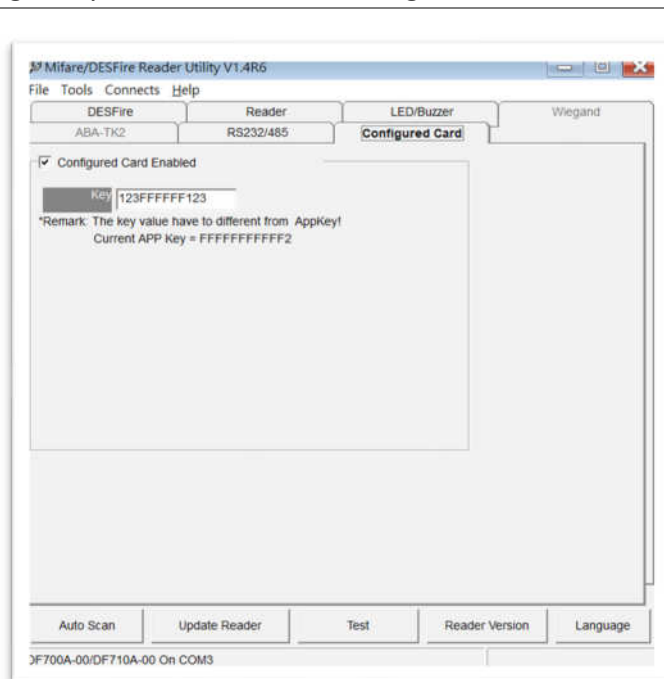 Mifare/DESFire Reader Utility V1.4R6
File Tools Connects Help
DESFire Reader LED/Buzzer Wiegand
ABA-TK2 RS232/485 Configured Card
Configured Card Enabled
Key 123FFFFFF123
*Remark: The key value have to different from AppKey!
Current APP Key = FFFFFFFFFFF2
Auto Scan Update Reader Test Reader Version Language
DF700A-00/DF710A-00 On COM3